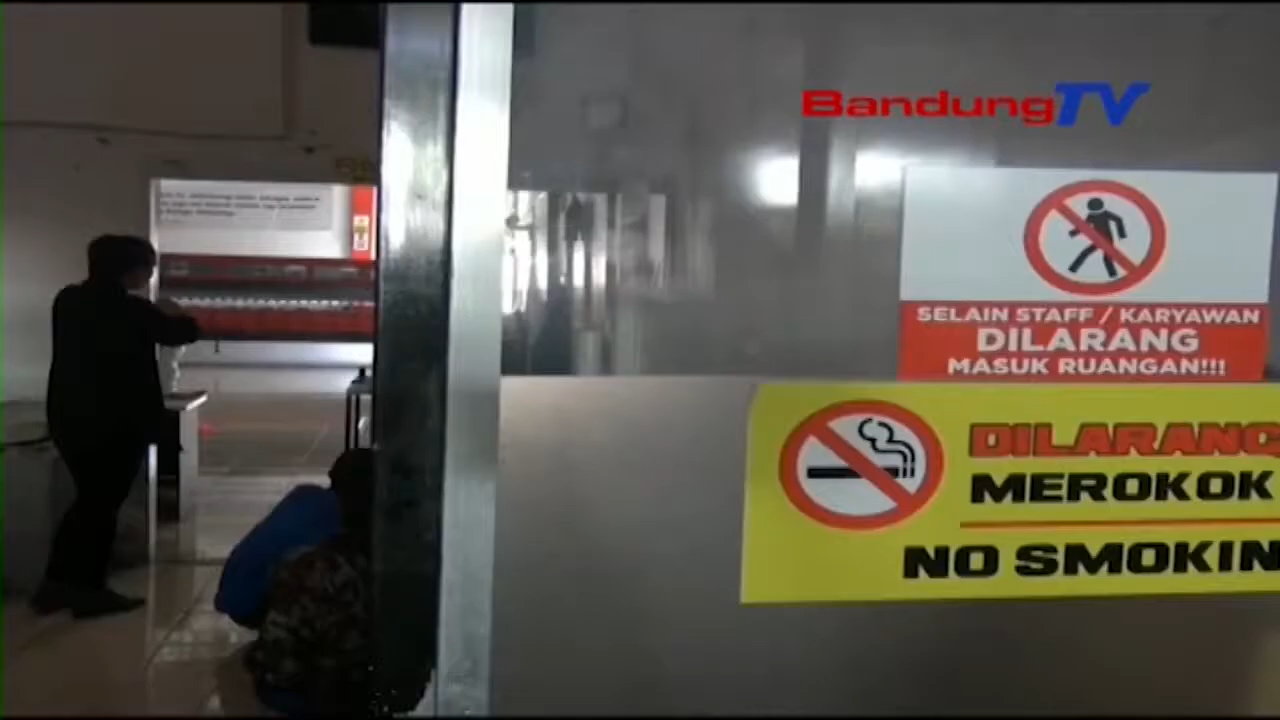 BandungTV
SELAIN STAFF / KARYAWAN
DILARANG
MASUK RUANGAN!!!
DILARANG
MEROKOK
NO SMOKIN